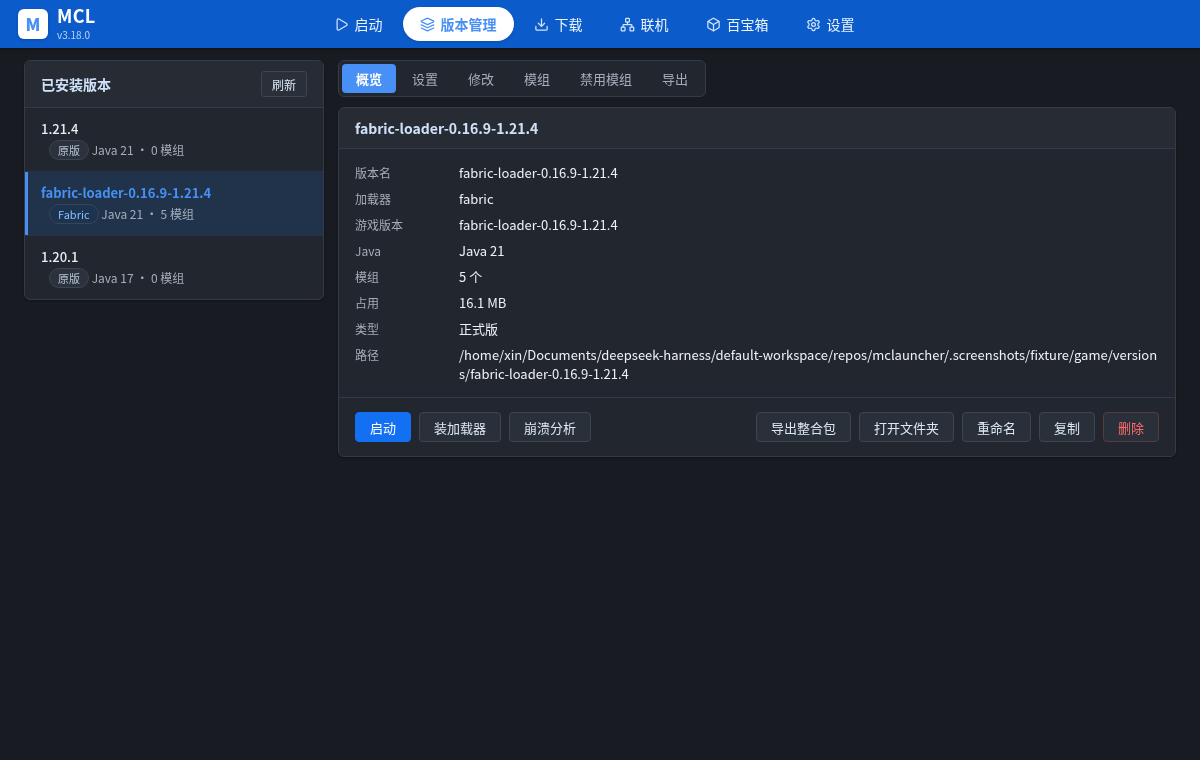 M
MCL
v3.18.0
启动
版本管理
下载
联机
百宝箱
设置
已安装版本
刷新
1.21.4
原版 Java 21 • 0 模组
fabric-loader-0.16.9-1.21.4
Fabric Java 21 • 5 模组
1.20.1
原版 Java 17 • 0 模组
概览
设置
修改
模组
禁用模组
导出
fabric-loader-0.16.9-1.21.4
版本名 fabric-loader-0.16.9-1.21.4
加载器 fabric
游戏版本 fabric-loader-0.16.9-1.21.4
Java Java 21
模组 5 个
占用 16.1 MB
类型 正式版
路径 /home/xin/Documents/deepseek-harness/default-workspace/repos/mclauncher/.screenshots/fixture/game/version
s/fabric-loader-0.16.9-1.21.4
启动
装加载器
崩溃分析
导出整合包
打开文件夹
重命名
复制
删除